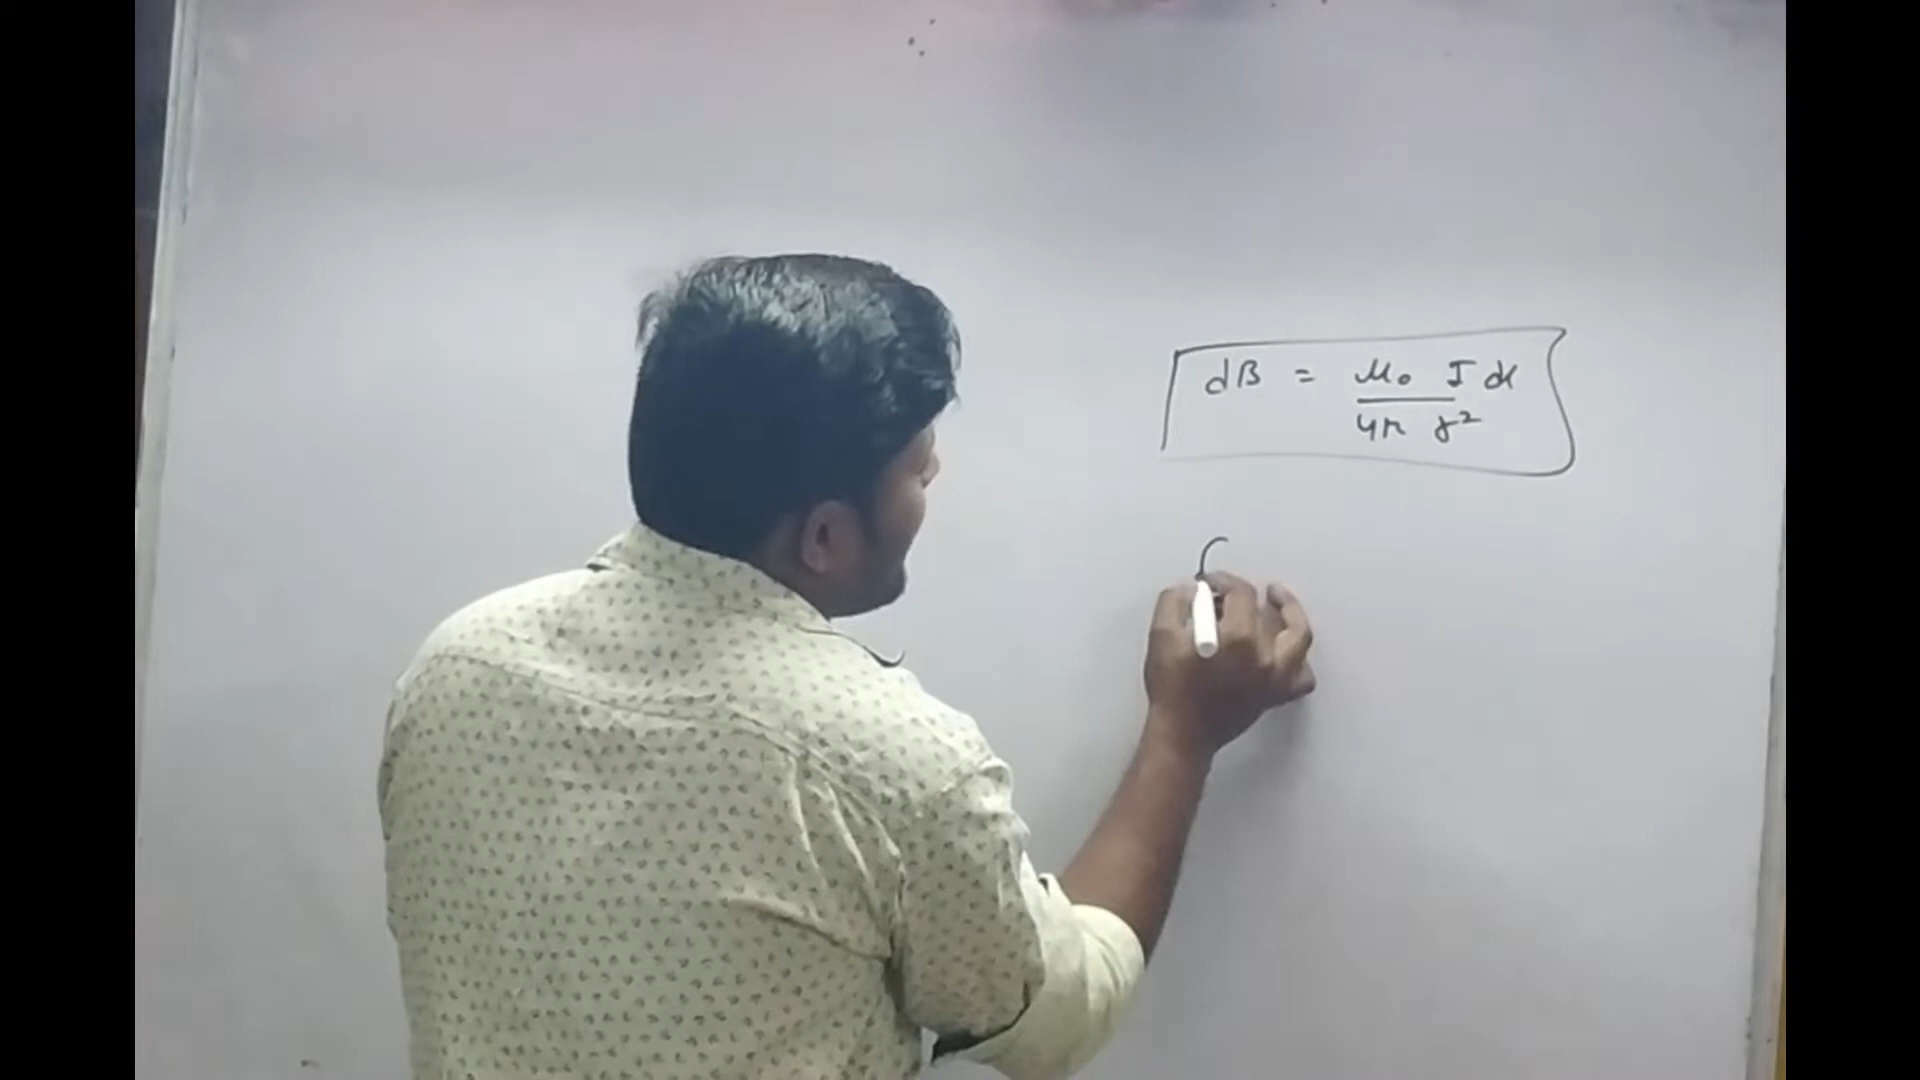 dB = μ₀ I dl
4π r²